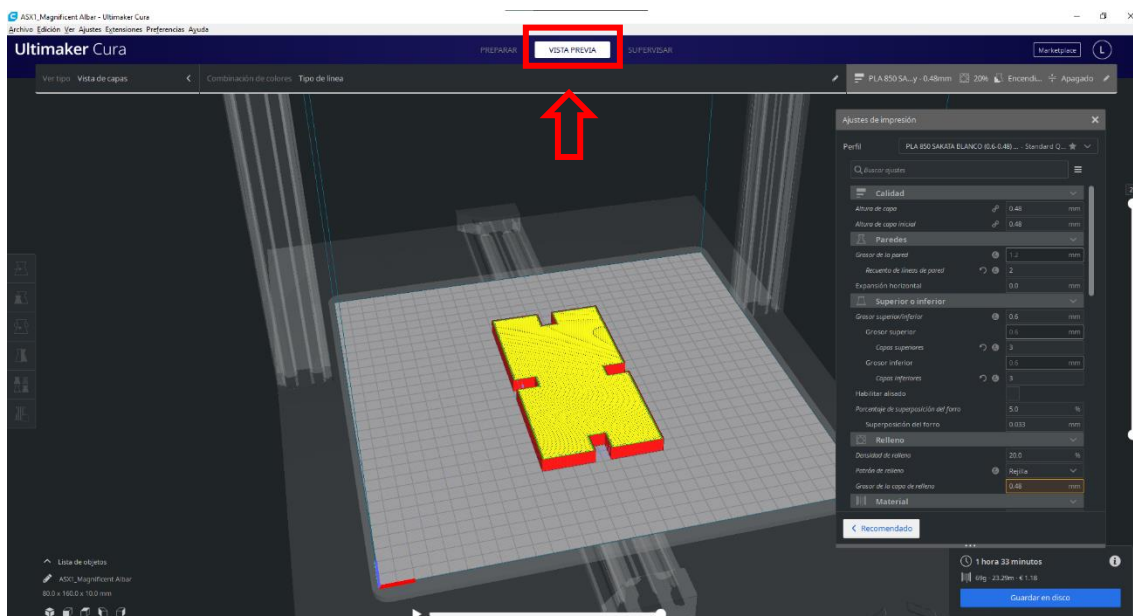 ASX1_Magnificent Albar - Ultimaker Cura
Archivo Edición Ver Ajustes Extensiones Preferencias Ayuda
Ultimaker Cura
PREPARAR VISTA PREVIA SUPERVISAR
Marketplace L
Ver tipo Vista de capas
Combinación de colores Tipo de línea
PLA 850 SA...y - 0.48mm 20% Encendi... Apagado
Ajustes de impresión
Perfil PLA 850 SAKATA BLANCO (0.6-0.48) ... - Standard Q...
Buscar ajustes
Calidad
Altura de capa 0.48 mm
Altura de capa inicial 0.48 mm
Paredes
Grosor de la pared 1.2 mm
Recuento de líneas de pared 2
Expansión horizontal 0.0 mm
Superior o inferior
Grosor superior/inferior 0.6 mm
Grosor superior 0.6 mm
Capas superiores 3
Grosor inferior 0.6 mm
Capas inferiores 3
Habilitar alisado
Porcentaje de superposición del forro 5.0 %
Superposición del forro 0.033 mm
Relleno
Densidad de relleno 20.0 %
Patrón de relleno Rejilla
Grosor de la capa de relleno 0.48 mm
Material
Recomendado
Lista de objetos
ASX1_Magnificent Albar
80.0 x 160.0 x 10.0 mm
1 hora 33 minutos
69g · 23.29m · € 1.18
Guardar en disco